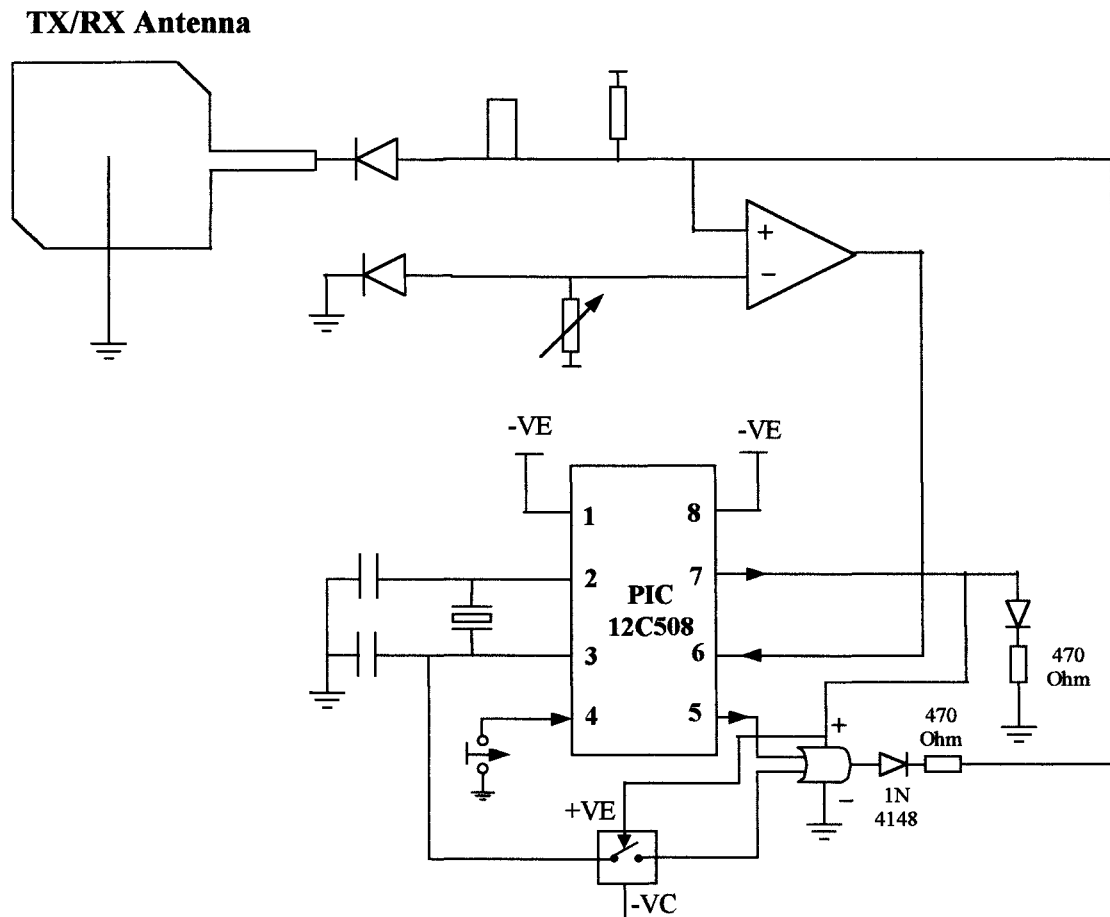 TX/RX Antenna
+
−
-VE
-VE
1
8
2
7
PIC
12C508
3
6
470
Ohm
4
5
+
470
Ohm
+VE
−
1N
4148
-VC